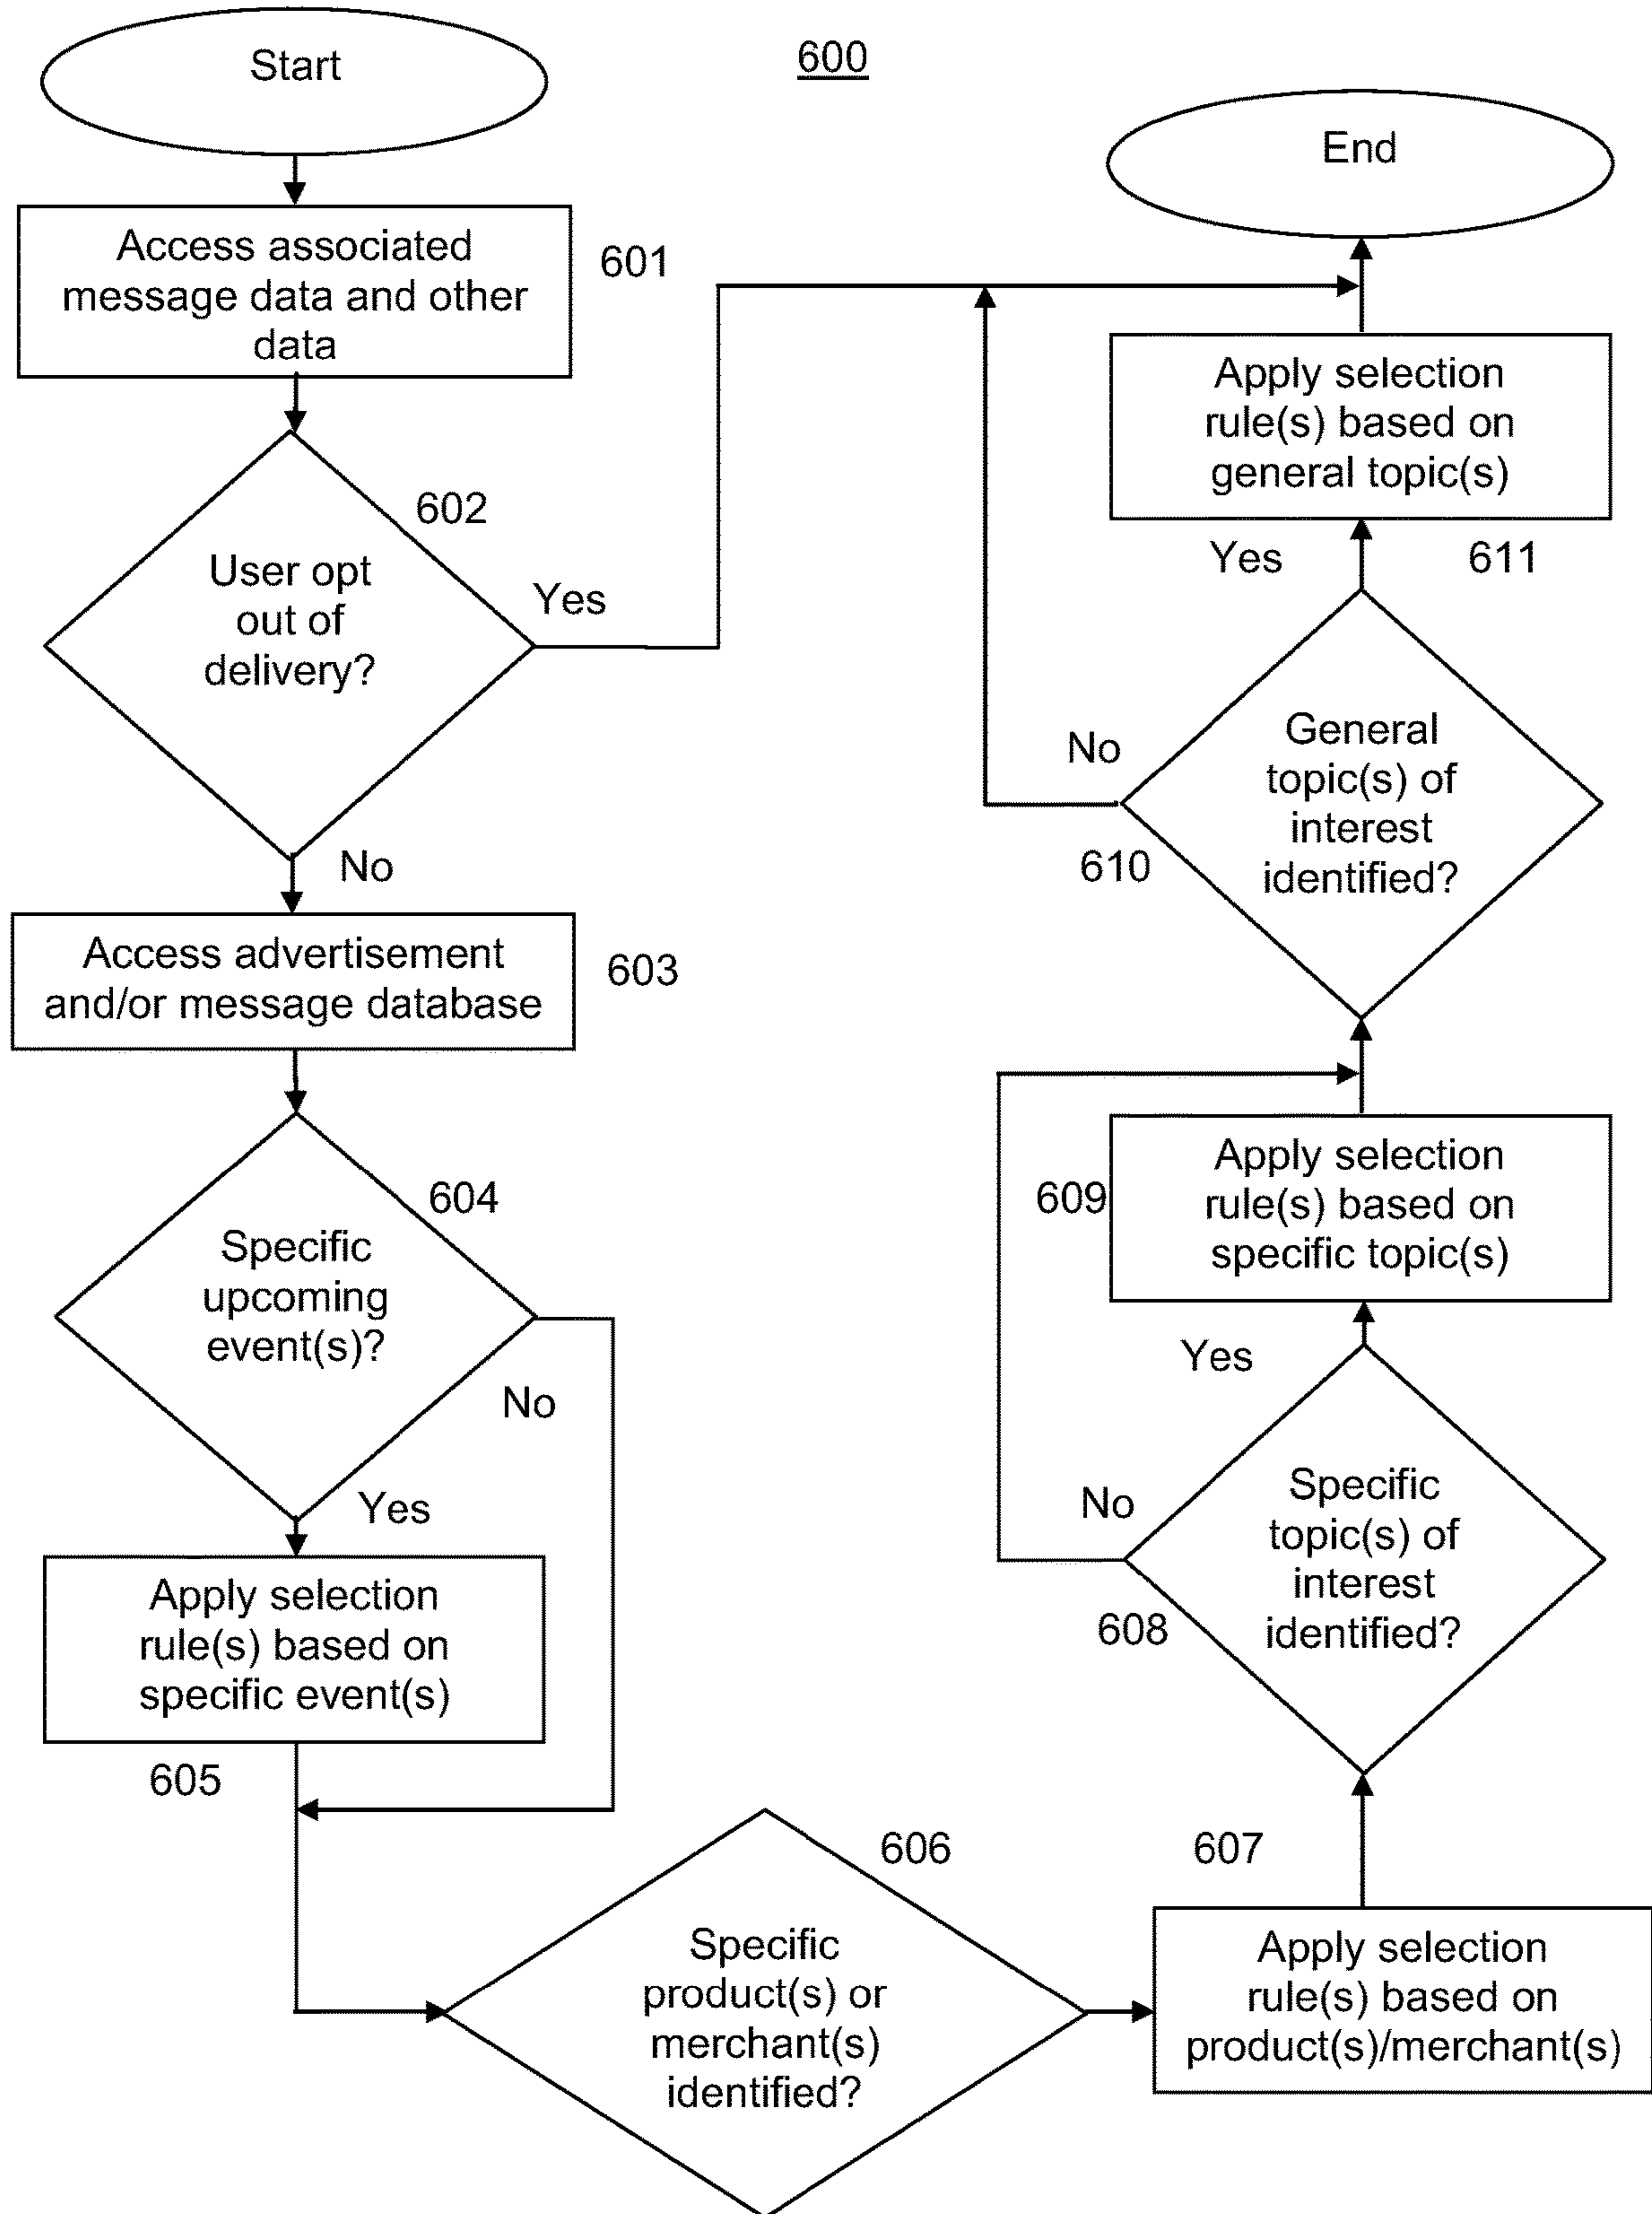 Start
600
Access associated
message data and other
data
601
602
User opt
out of
delivery?
Yes
No
Access advertisement
and/or message database
603
604
Specific
upcoming
event(s)?
No
Yes
Apply selection
rule(s) based on
specific event(s)
605
606
Specific
product(s) or
merchant(s)
identified?
607
Apply selection
rule(s) based on
product(s)/merchant(s)
Specific
topic(s) of
interest
identified?
608
No
Yes
609
Apply selection
rule(s) based on
specific topic(s)
General
topic(s) of
interest
identified?
610
No
Yes
611
Apply selection
rule(s) based on
general topic(s)
End